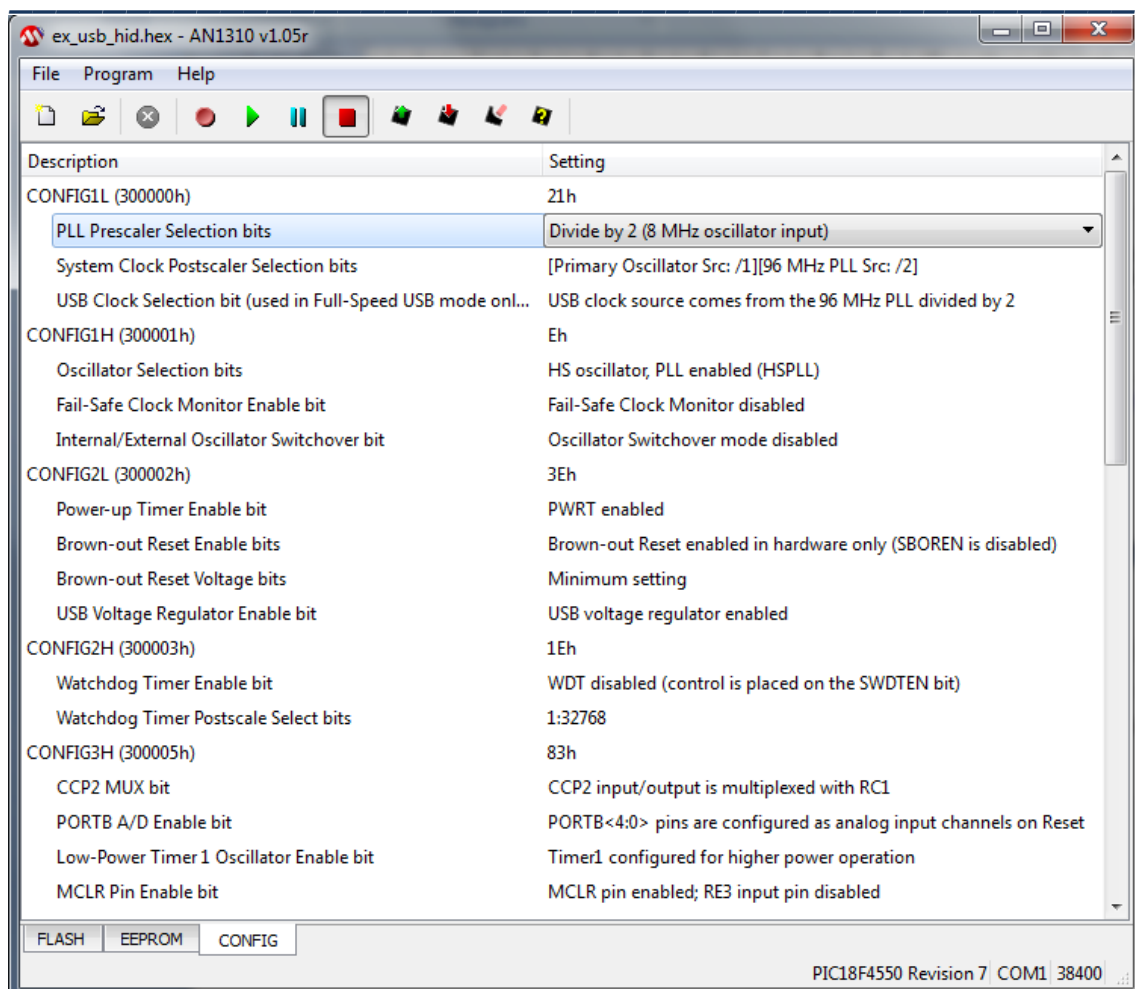 ex_usb_hid.hex - AN1310 v1.05r
File Program Help
Description Setting
CONFIG1L (300000h) 21h
PLL Prescaler Selection bits Divide by 2 (8 MHz oscillator input)
System Clock Postscaler Selection bits [Primary Oscillator Src: /1][96 MHz PLL Src: /2]
USB Clock Selection bit (used in Full-Speed USB mode onl... USB clock source comes from the 96 MHz PLL divided by 2
CONFIG1H (300001h) Eh
Oscillator Selection bits HS oscillator, PLL enabled (HSPLL)
Fail-Safe Clock Monitor Enable bit Fail-Safe Clock Monitor disabled
Internal/External Oscillator Switchover bit Oscillator Switchover mode disabled
CONFIG2L (300002h) 3Eh
Power-up Timer Enable bit PWRT enabled
Brown-out Reset Enable bits Brown-out Reset enabled in hardware only (SBOREN is disabled)
Brown-out Reset Voltage bits Minimum setting
USB Voltage Regulator Enable bit USB voltage regulator enabled
CONFIG2H (300003h) 1Eh
Watchdog Timer Enable bit WDT disabled (control is placed on the SWDTEN bit)
Watchdog Timer Postscale Select bits 1:32768
CONFIG3H (300005h) 83h
CCP2 MUX bit CCP2 input/output is multiplexed with RC1
PORTB A/D Enable bit PORTB<4:0> pins are configured as analog input channels on Reset
Low-Power Timer 1 Oscillator Enable bit Timer1 configured for higher power operation
MCLR Pin Enable bit MCLR pin enabled; RE3 input pin disabled
FLASH EEPROM CONFIG
PIC18F4550 Revision 7 COM1 38400